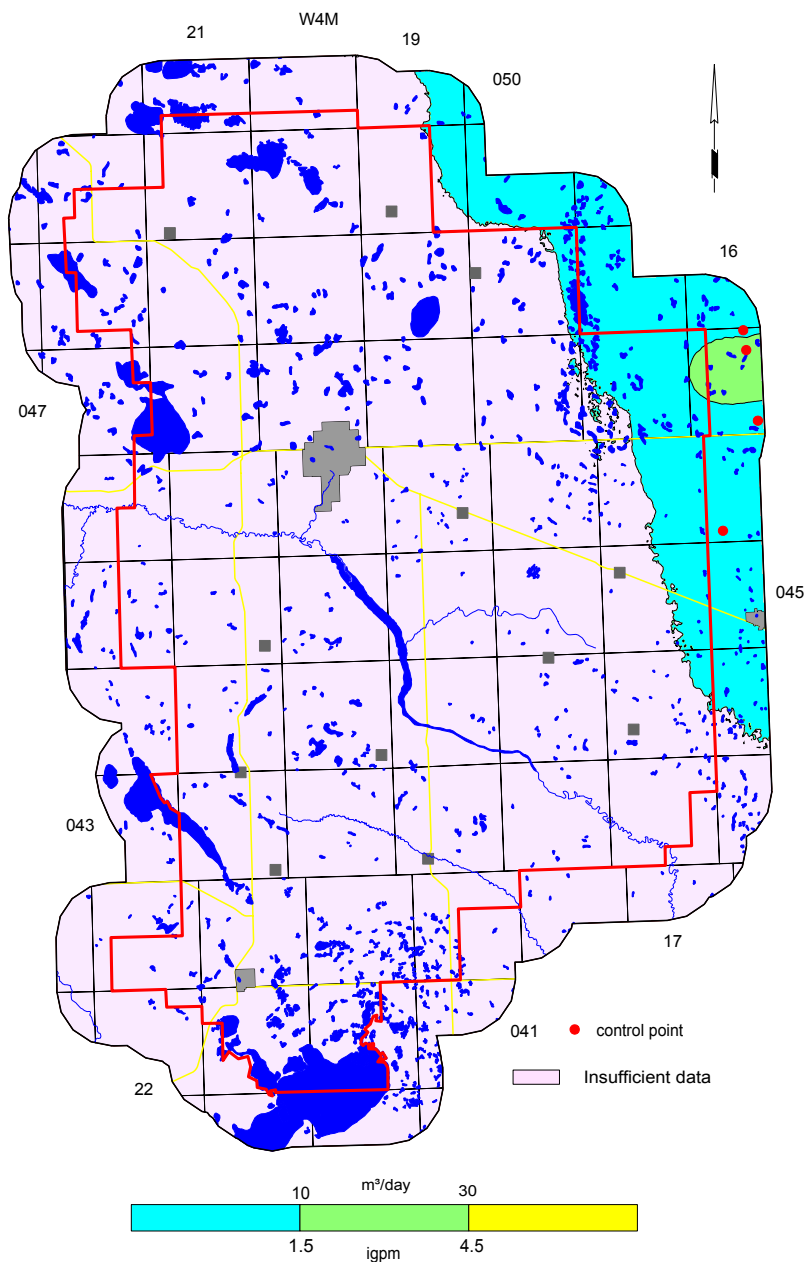 W4M
21
19
050
16
047
045
043
17
041 control point
Insufficient data
22
m³/day
10 30
1.5 igpm 4.5